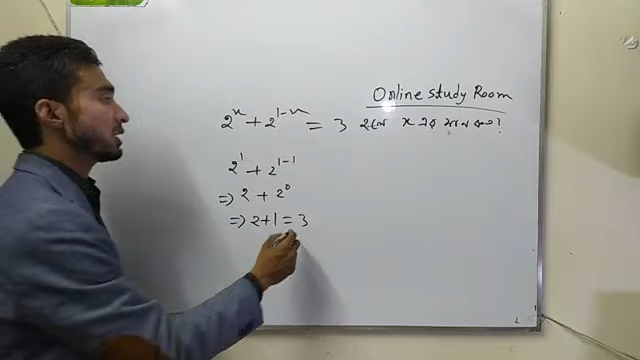 Online Study Room
2^x + 2^{1-x} = 3 হলে x এর মান কত?
2^1 + 2^{1-1}
⇒ 2 + 2^0
⇒ 2+1 = 3